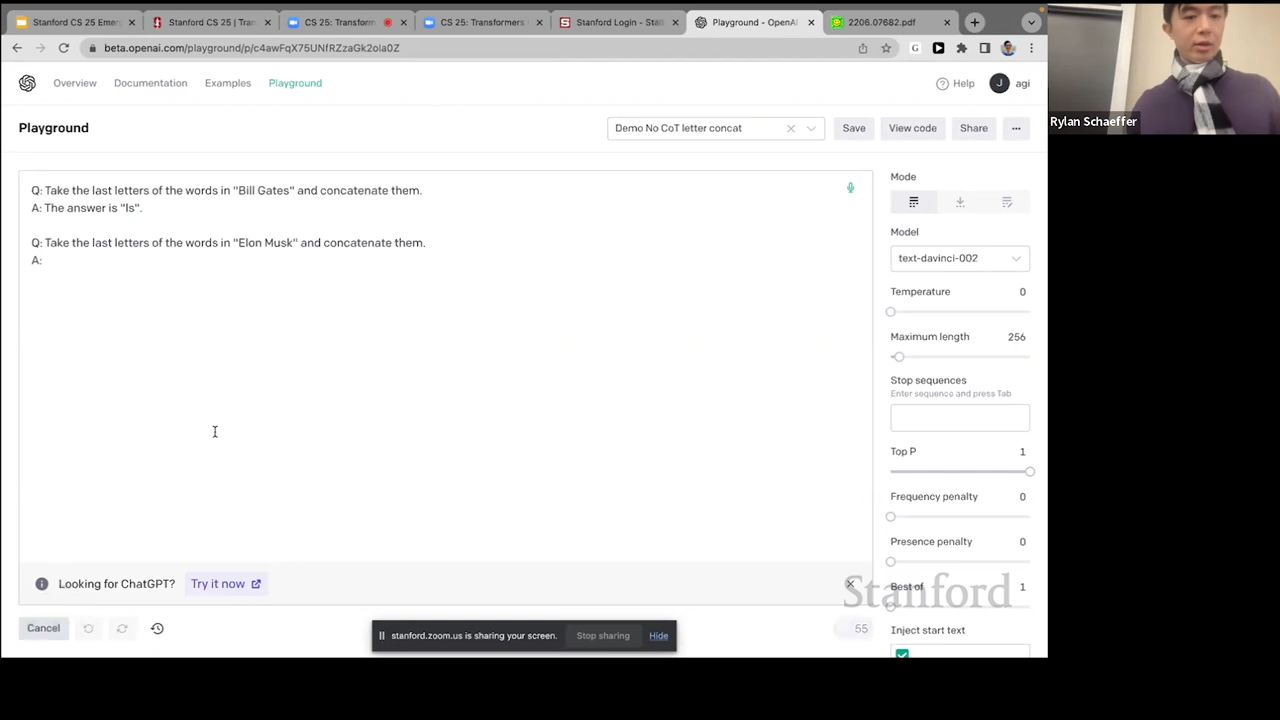 Stanford CS 25 Emer
Stanford CS 25 | Tran
CS 25: Transform
CS 25: Transformers
Stanford Login - Stal
Playground - OpenAI
2206.07682.pdf
beta.openai.com/playground/p/c4awFqX75UNfRZzaGk2ola0Z
Overview
Documentation
Examples
Playground
Help
J
agi
Rylan Schaeffer
Playground
Demo No CoT letter concat
Save
View code
Share
Q: Take the last letters of the words in "Bill Gates" and concatenate them.
A: The answer is "ls".
Q: Take the last letters of the words in "Elon Musk" and concatenate them.
A:
Mode
Model
text-davinci-002
Temperature 0
Maximum length 256
Stop sequences
Enter sequence and press Tab
Top P 1
Frequency penalty 0
Presence penalty 0
Best of 1
Inject start text
Looking for ChatGPT? Try it now
Stanford
Cancel
stanford.zoom.us is sharing your screen. Stop sharing Hide
55